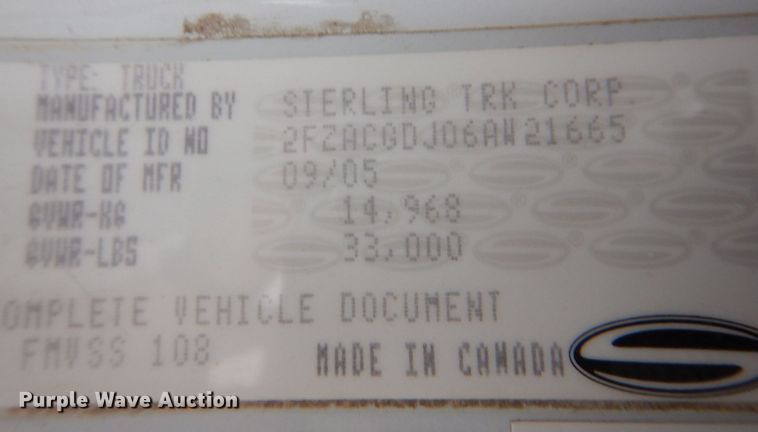 TYPE: TRUCK
MANUFACTURED BY STERLING TRK CORP.
VEHICLE ID NO 2FZACGDJ06AW21665
DATE OF MFR 09/05
GVWR-KG 14,968
GVWR-LBS 33,000
OMPLETE VEHICLE DOCUMENT
FMVSS 108 MADE IN CANADA
Purple Wave Auction